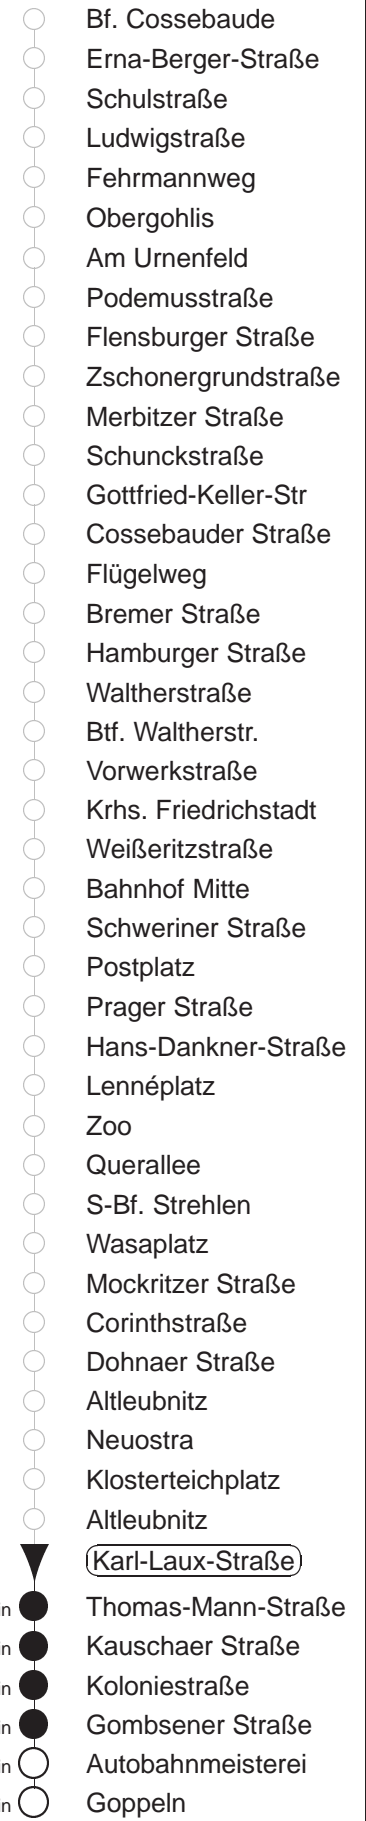 Bf. Cossebaude
Erna-Berger-Straße
Schulstraße
Ludwigstraße
Fehrmannweg
Obergohlis
Am Urnenfeld
Podemusstraße
Flensburger Straße
Zschonergrundstraße
Merbitzer Straße
Schunckstraße
Gottfried-Keller-Str
Cossebauder Straße
Flügelweg
Bremer Straße
Hamburger Straße
Waltherstraße
Btf. Waltherstr.
Vorwerkstraße
Krhs. Friedrichstadt
Weißeritzstraße
Bahnhof Mitte
Schweriner Straße
Postplatz
Prager Straße
Hans-Dankner-Straße
Lennéplatz
Zoo
Querallee
S-Bf. Strehlen
Wasaplatz
Mockritzer Straße
Corinthstraße
Dohnaer Straße
Altleubnitz
Neuostra
Klosterteichplatz
Altleubnitz
Karl-Laux-Straße
Thomas-Mann-Straße
Kauschaer Straße
Koloniestraße
Gombsener Straße
Autobahnmeisterei
Goppeln